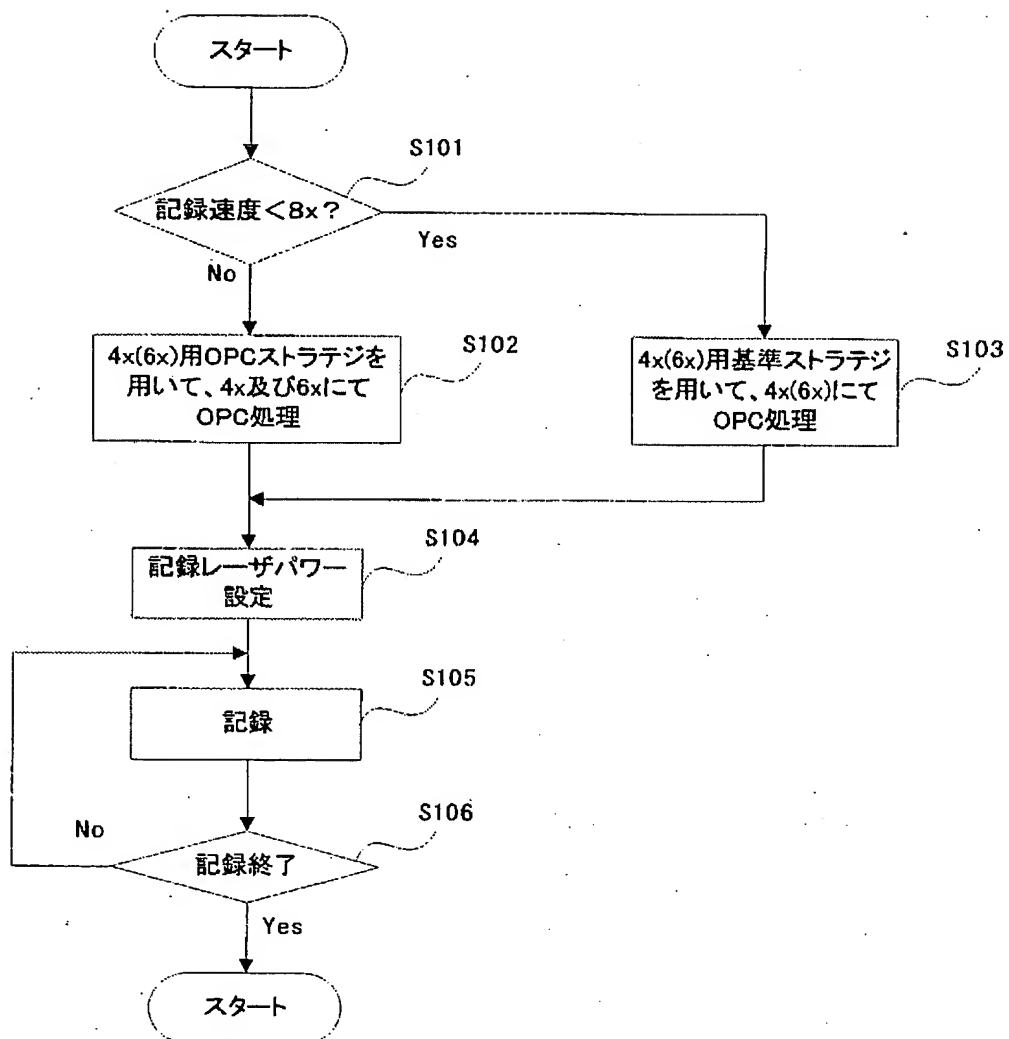 スタート
S101
記録速度<8x?
Yes
No
4x(6x)用OPCストラテジを
用いて、4x及び6xにて
OPC処理
S102
4x(6x)用基準ストラテジ
を用いて、4x(6x)にて
OPC処理
S103
S104
記録レーザパワー
設定
S105
記録
S106
No
記録終了
Yes
スタート